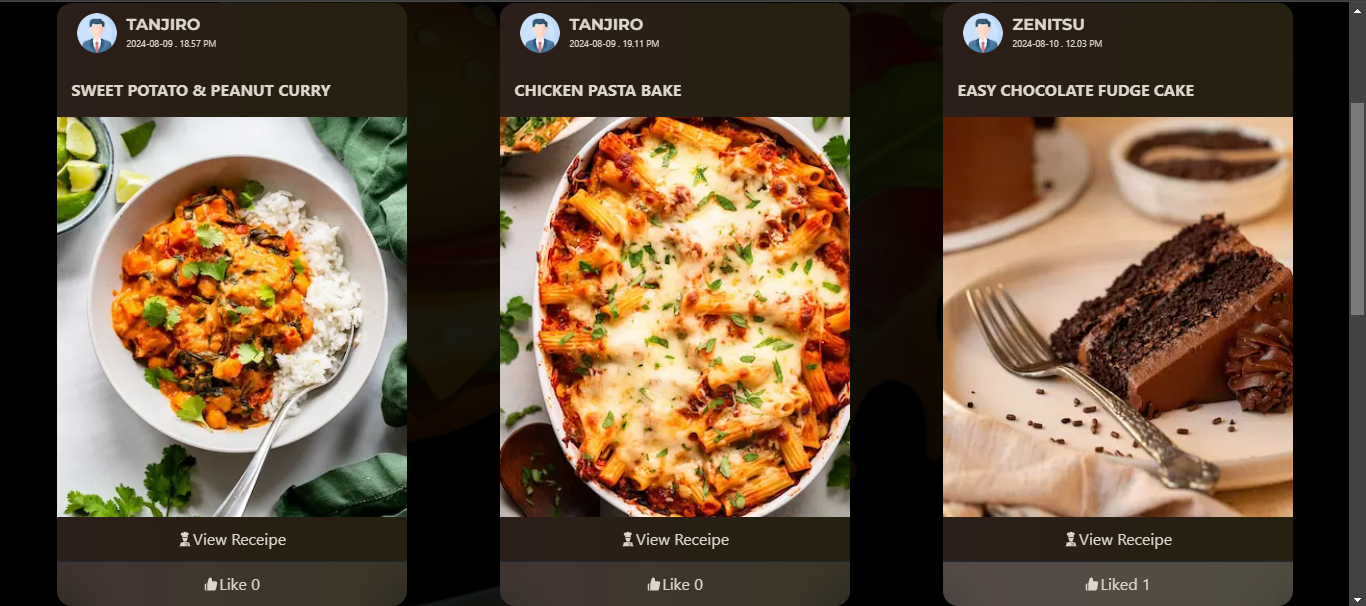 TANJIRO
2024-08-09 . 18.57 PM
SWEET POTATO & PEANUT CURRY
View Receipe
Like 0
TANJIRO
2024-08-09 . 19.11 PM
CHICKEN PASTA BAKE
View Receipe
Like 0
ZENITSU
2024-08-10 . 12.03 PM
EASY CHOCOLATE FUDGE CAKE
View Receipe
Liked 1